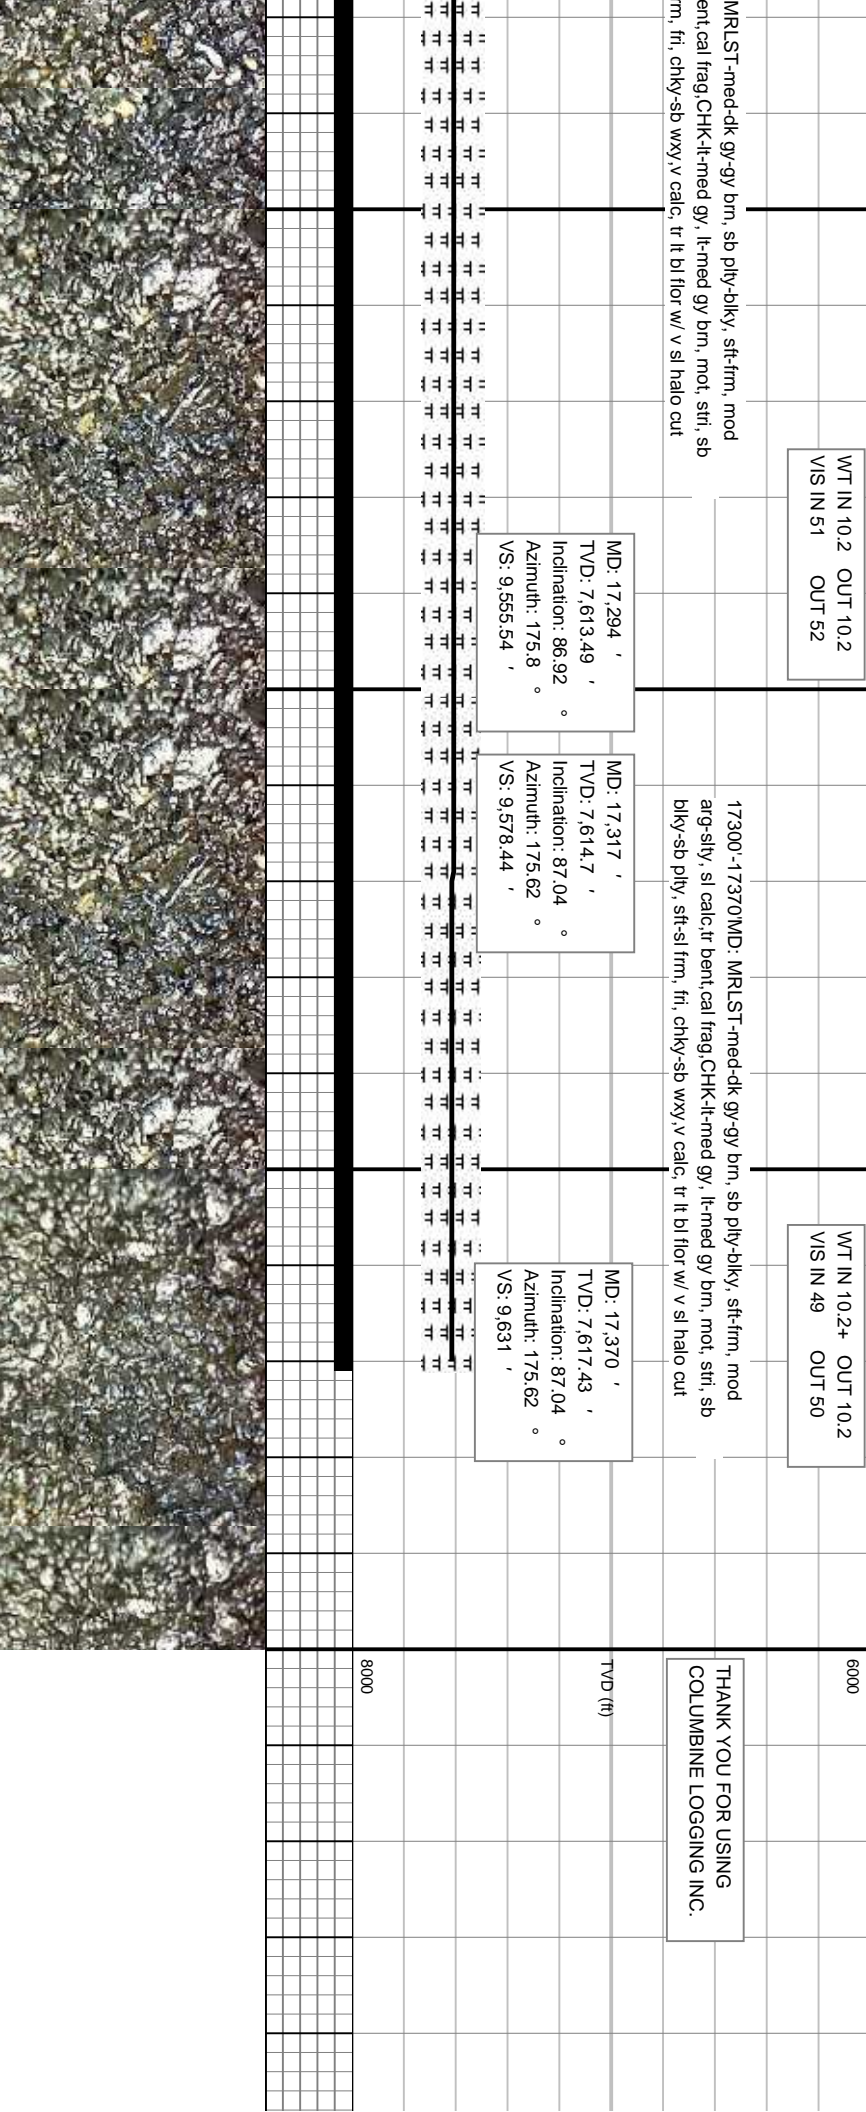 MRLST-med-dk gy-gy brn, sb plty-blky, sft-frm, mod
ent,cal frag,CHK-lt-med gy, lt-med gy brn, mot, stri, sb
rm, fri, chky-sb wxy,v calc, tr lt bl flor w/ v sl halo cut
WT IN 10.2 OUT 10.2
VIS IN 51 OUT 52
MD: 17,294 '
TVD: 7,613.49 '
Inclination: 86.92 °
Azimuth: 175.8 °
VS: 9,555.54 '
MD: 17,317 '
TVD: 7,614.7 '
Inclination: 87.04 °
Azimuth: 175.62 °
VS: 9,578.44 '
17300'-17370'MD: MRLST-med-dk gy-gy brn, sb plty-blky, sft-frm, mod
arg-slty, sl calc,tr bent,cal frag,CHK-lt-med gy, lt-med gy brn, mot, stri, sb
blky-sb plty, sft-sl frm, fri, chky-sb wxy,v calc, tr lt bl flor w/ v sl halo cut
WT IN 10.2+ OUT 10.2
VIS IN 49 OUT 50
MD: 17,370 '
TVD: 7,617.43 '
Inclination: 87.04 °
Azimuth: 175.62 °
VS: 9,631 '
6000
TVD (ft)
8000
THANK YOU FOR USING
COLUMBINE LOGGING INC.